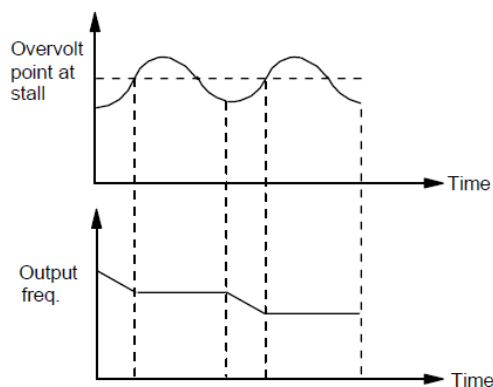 Overvolt
point at
stall
Time
Output
freq.
Time